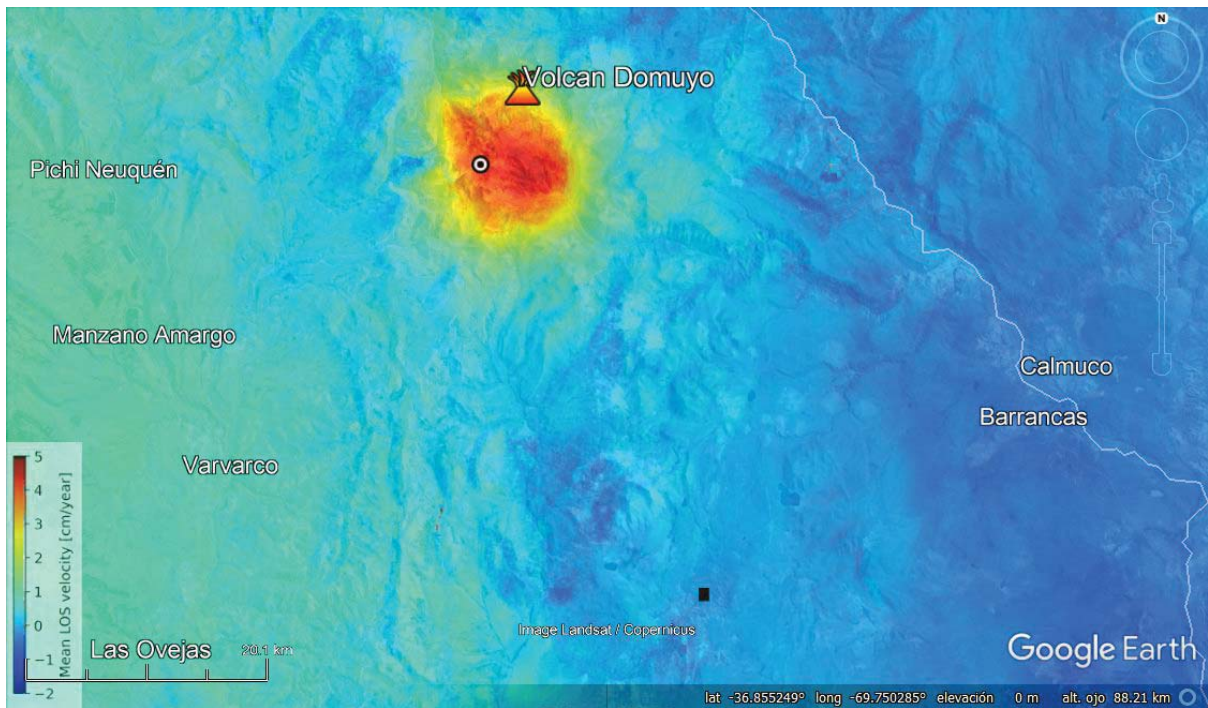 N
Volcan Domuyo
Pichi Neuquén
Manzano Amargo
Calmuco
Barrancas
Varvarco
5
4
3
2
1
0
−1
−2
Mean LOS velocity [cm/year]
Image Landsat / Copernicus
Las Ovejas
20.1 km
Google Earth
lat -36.855249° long -69.750285° elevación 0 m alt. ojo 88.21 km